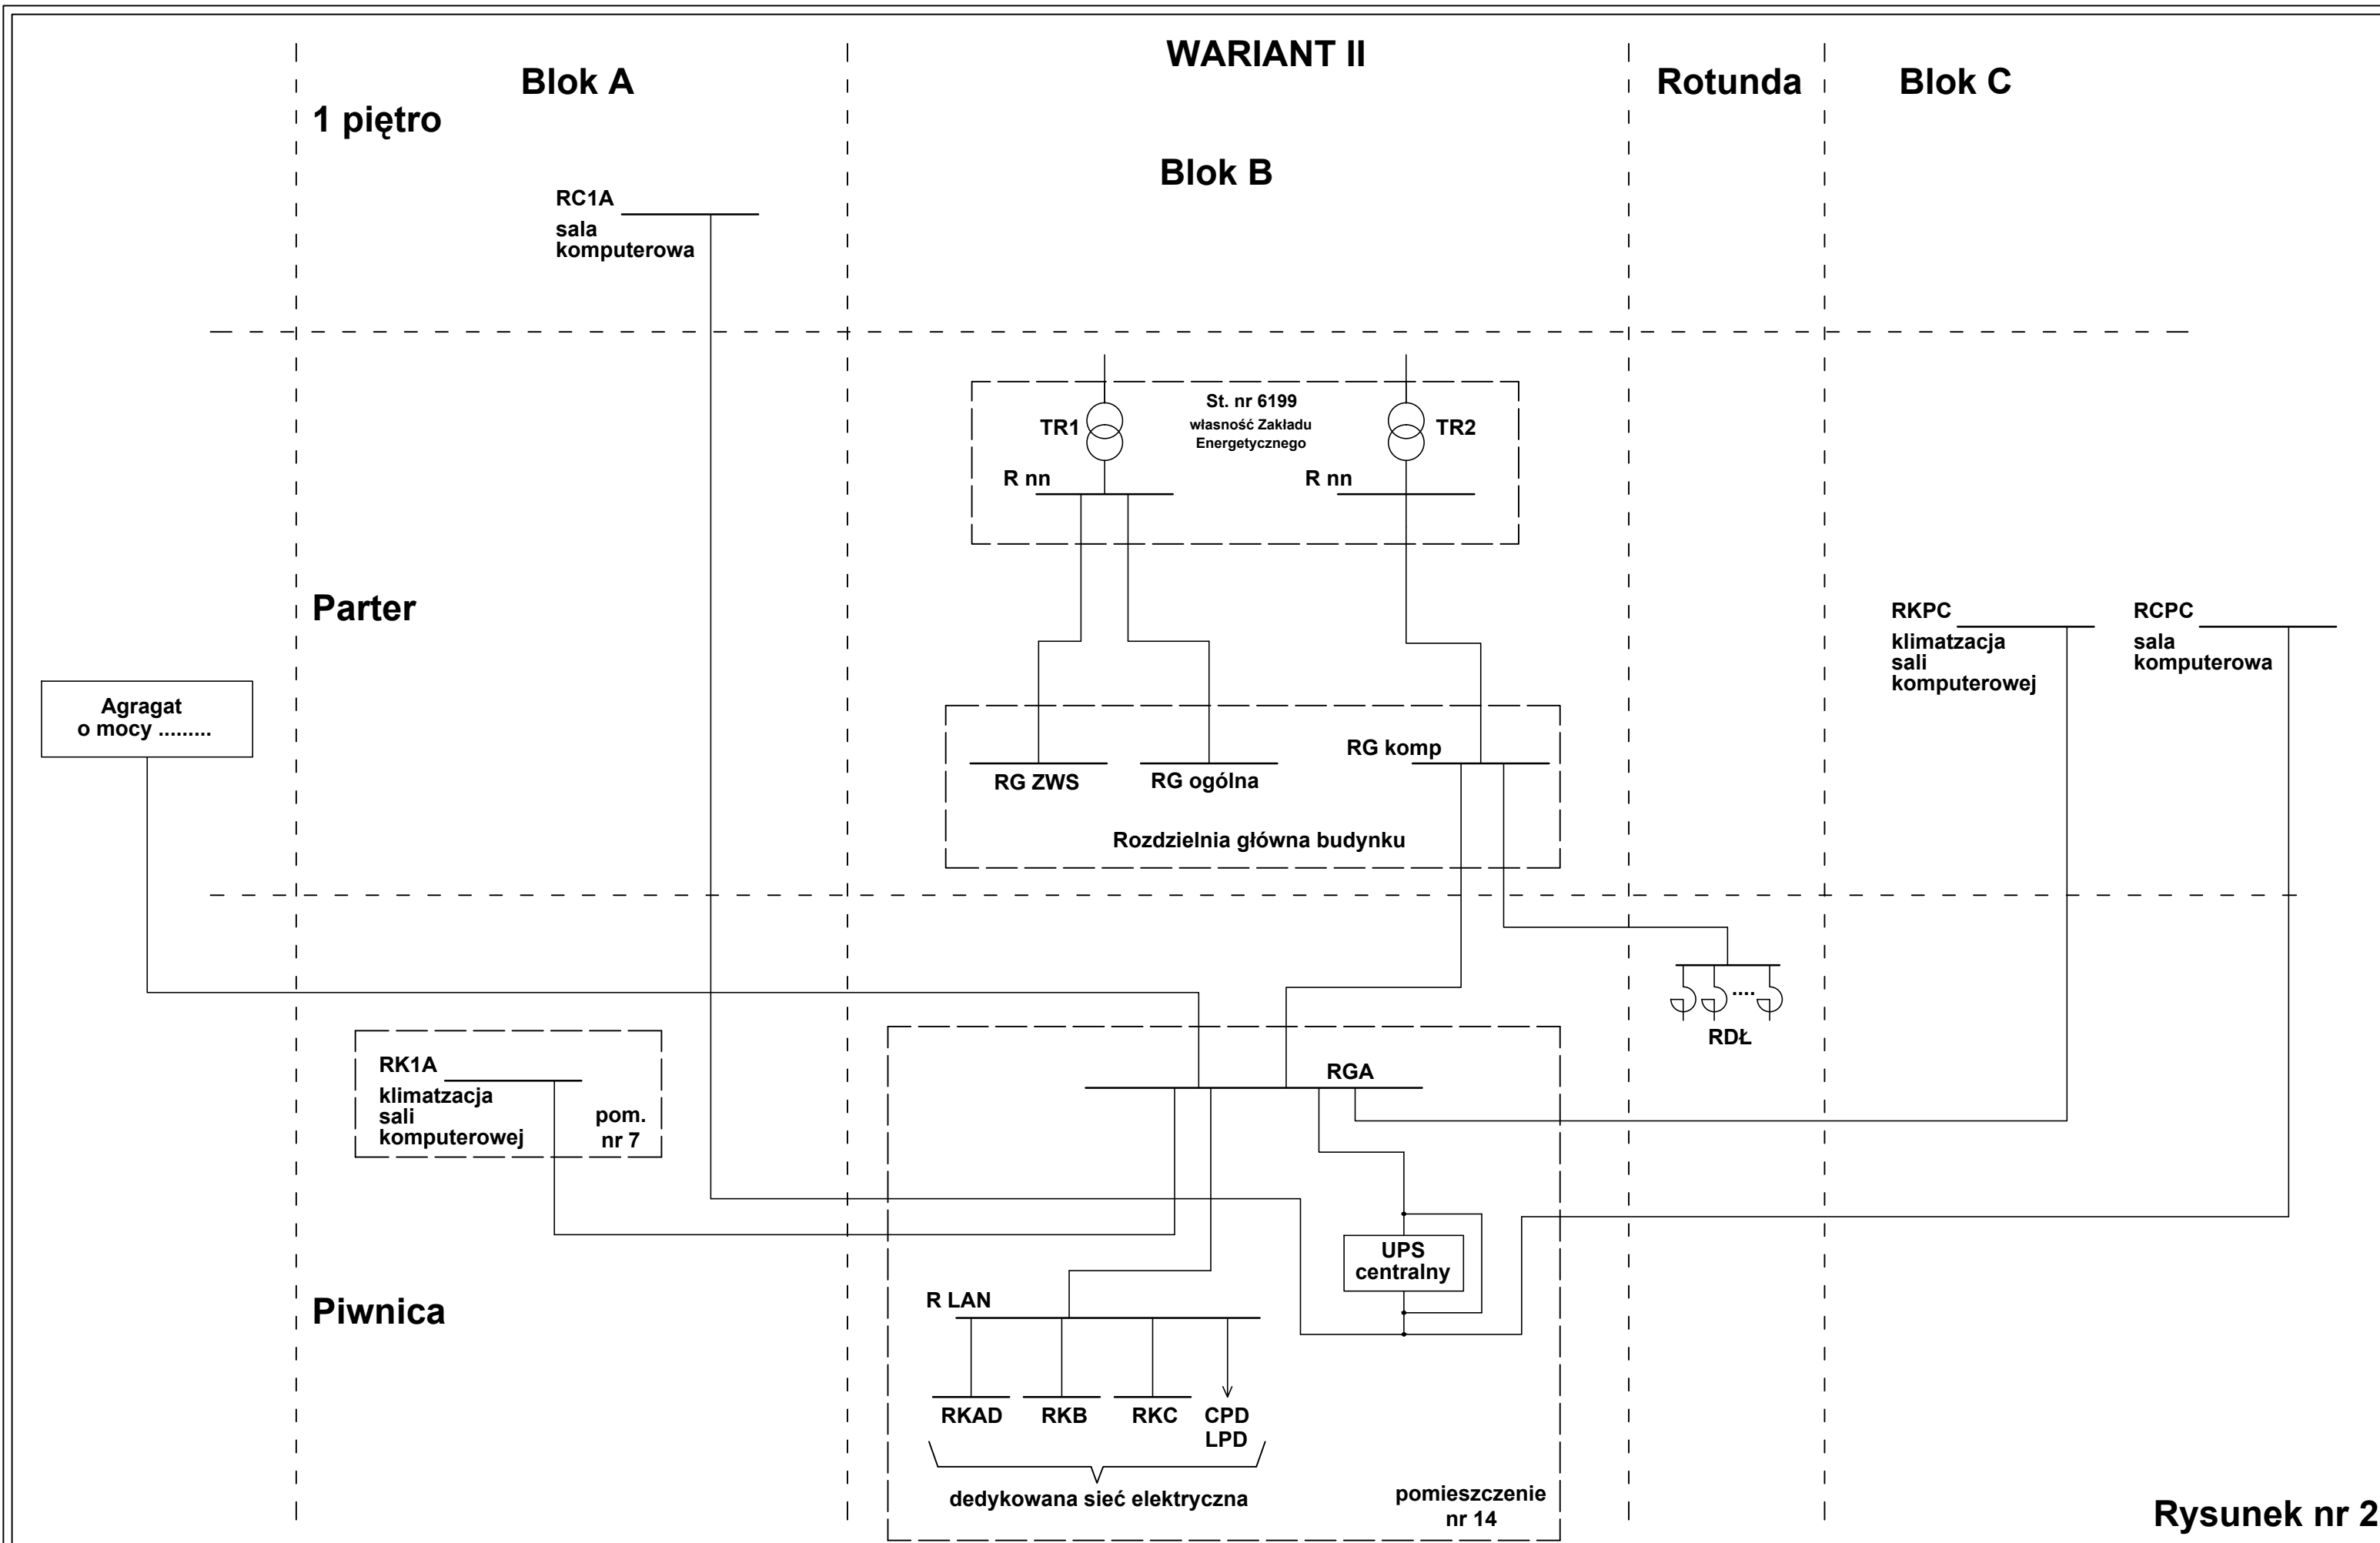 WARIANT II
Blok A
Rotunda
Blok C
1 piętro
Blok B
RC1A
sala
komputerowa
St. nr 6199
własność Zakładu
Energetycznego
TR1
TR2
R nn
R nn
Parter
RKPC
klimatzacja
sali
komputerowej
RCPC
sala
komputerowa
Agragat
o mocy .........
RG komp
RG ZWS
RG ogólna
Rozdzielnia główna budynku
....
RDŁ
RK1A
klimatzacja
sali
komputerowej
pom.
nr 7
RGA
UPS
centralny
R LAN
Piwnica
RKAD
RKB
RKC
CPD
LPD
dedykowana sieć elektryczna
pomieszczenie
nr 14
Rysunek nr 2